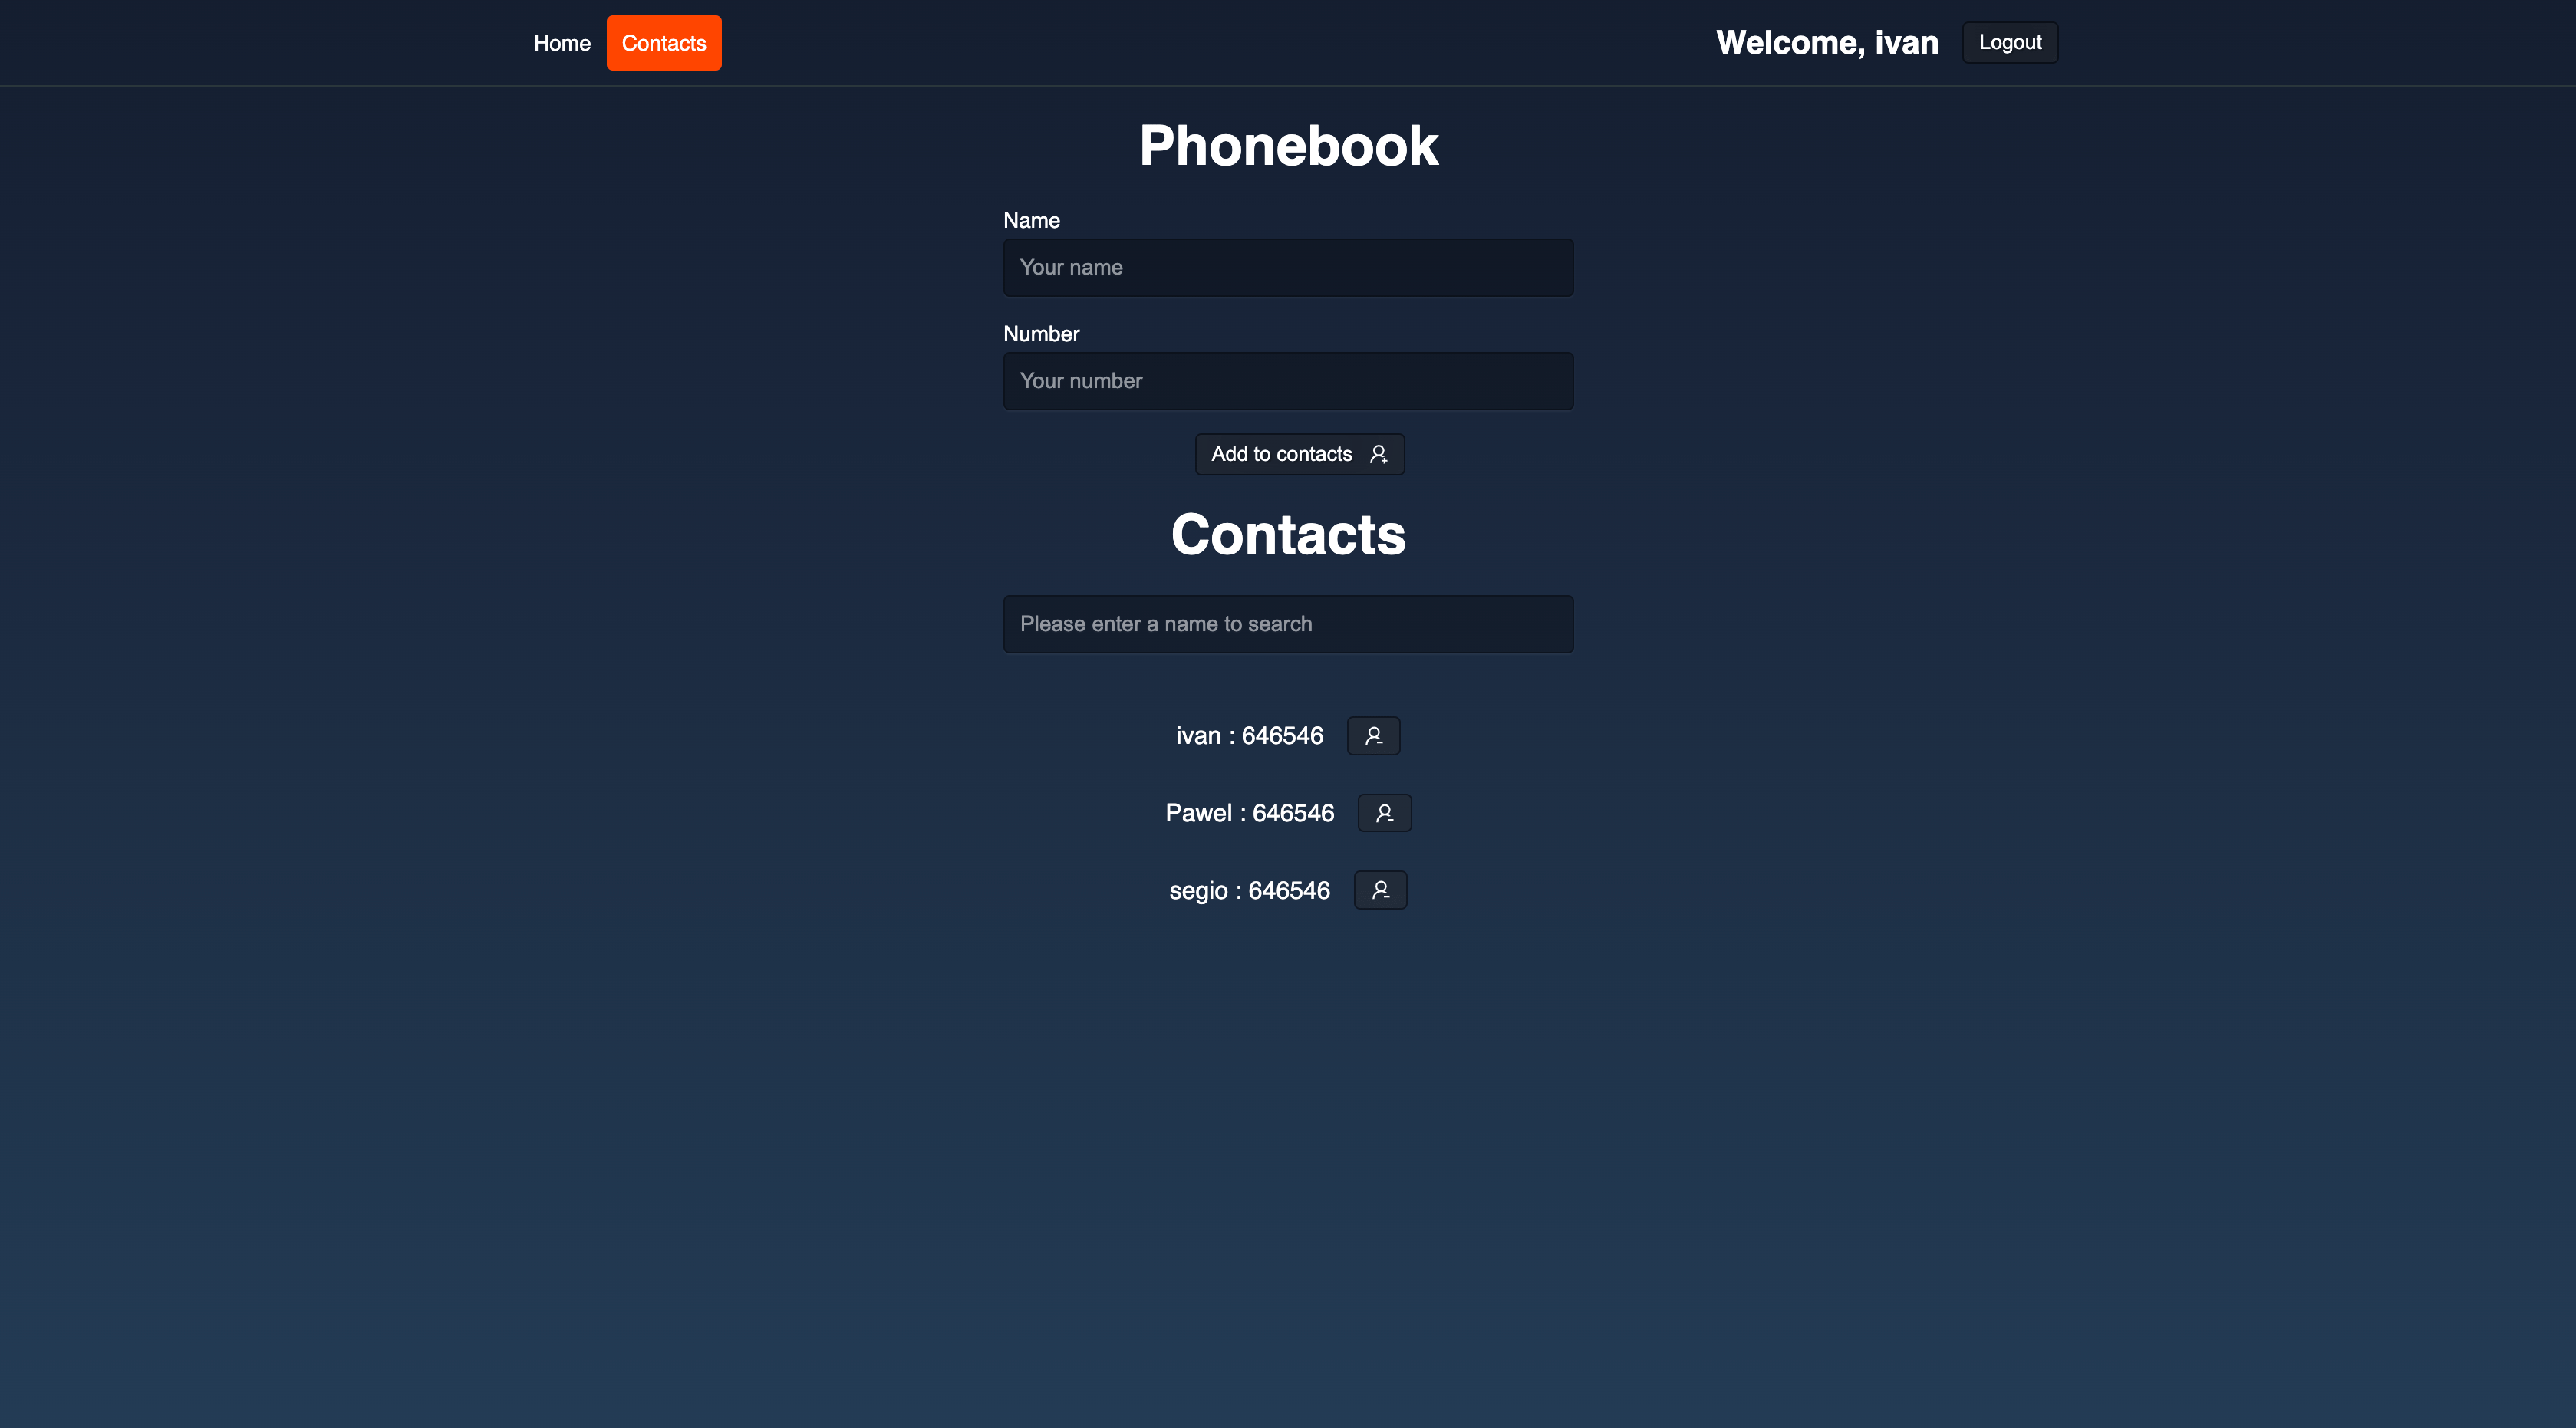 Home Contacts Welcome, ivan Logout
Phonebook
Name
Your name
Number
Your number
Add to contacts
Contacts
Please enter a name to search
ivan : 646546
Pawel : 646546
segio : 646546